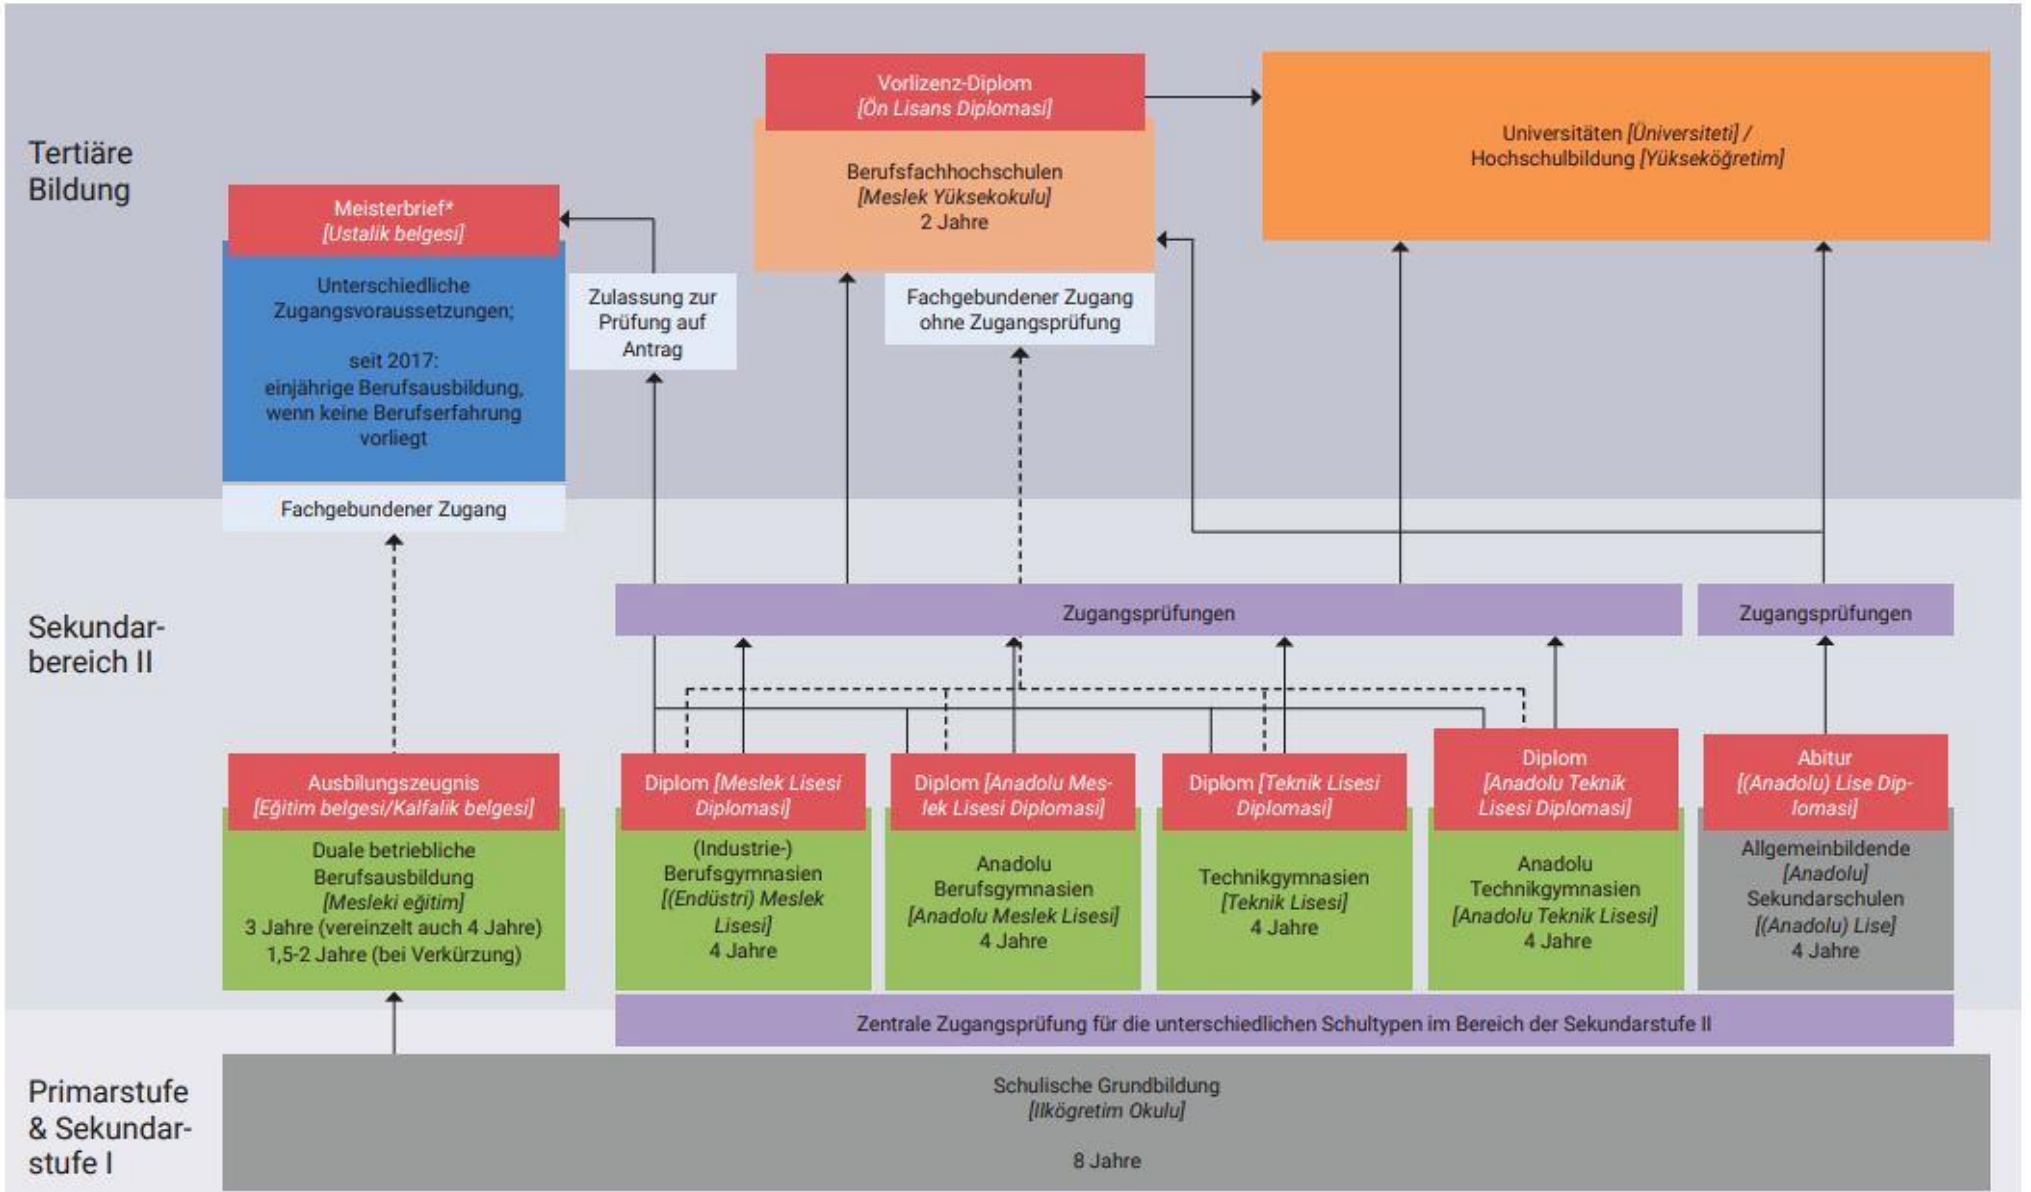 Tertiäre
Bildung
Vorlizenz-Diplom
[Ön Lisans Diplomasi]
Berufsfachhochschulen
[Meslek Yüksekokulu]
2 Jahre
Fachgebundener Zugang
ohne Zugangsprüfung
Universitäten [Üniversiteti] /
Hochschulbildung [Yükseköğretim]
Meisterbrief*
[Ustalik belgesi]
Unterschiedliche
Zugangsvoraussetzungen;
seit 2017:
einjährige Berufsausbildung,
wenn keine Berufserfahrung
vorliegt
Fachgebundener Zugang
Zulassung zur
Prüfung auf
Antrag
Sekundar-
bereich II
Zugangsprüfungen
Zugangsprüfungen
Ausbilungszeugnis
[Eğitim belgesi/Kalfalik belgesi]
Duale betriebliche
Berufsausbildung
[Mesleki eğitim]
3 Jahre (vereinzelt auch 4 Jahre)
1,5-2 Jahre (bei Verkürzung)
Diplom [Meslek Lisesi
Diplomasi]
(Industrie-)
Berufsgymnasien
[(Endüstri) Meslek
Lisesi]
4 Jahre
Diplom [Anadolu Mes-
lek Lisesi Diplomasi]
Anadolu
Berufsgymnasien
[Anadolu Meslek Lisesi]
4 Jahre
Diplom [Teknik Lisesi
Diplomasi]
Technikgymnasien
[Teknik Lisesi]
4 Jahre
Diplom
[Anadolu Teknik
Lisesi Diplomasi]
Anadolu
Technikgymnasien
[Anadolu Teknik Lisesi]
4 Jahre
Abitur
[(Anadolu) Lise Dip-
lomasi]
Allgemeinbildende
[Anadolu]
Sekundarschulen
[(Anadolu) Lise]
4 Jahre
Zentrale Zugangsprüfung für die unterschiedlichen Schultypen im Bereich der Sekundarstufe II
Primarstufe
& Sekundar-
stufe I
Schulische Grundbildung
[Ilkögretim Okulu]
8 Jahre